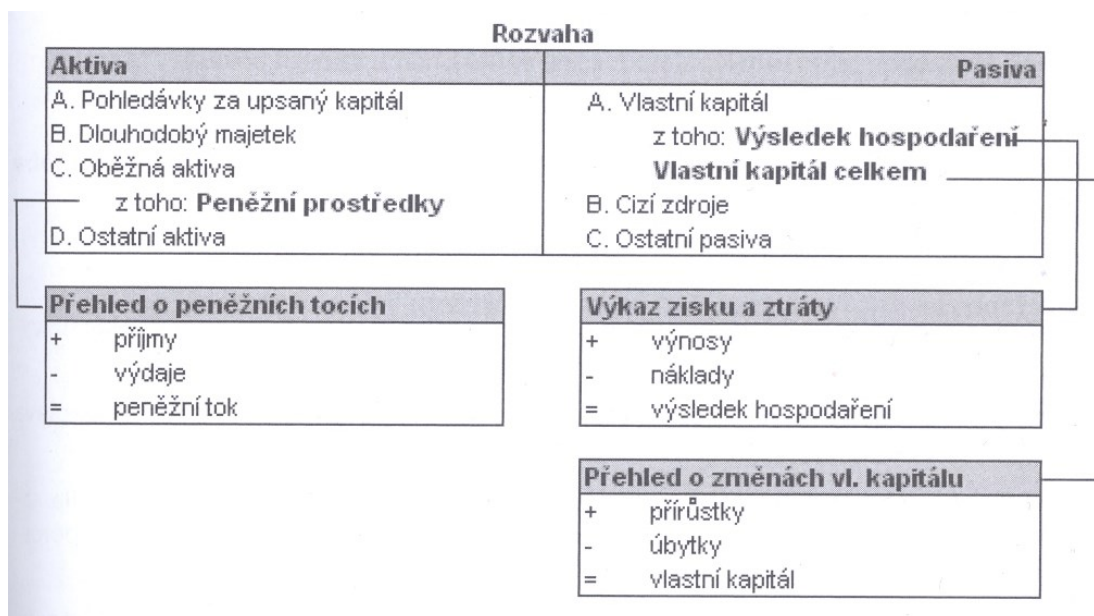 Rozvaha
Aktiva
Pasiva
A. Pohledávky za upsaný kapitál
B. Dlouhodobý majetek
C. Oběžná aktiva
z toho: Peněžní prostředky
D. Ostatní aktiva
A. Vlastní kapitál
z toho: Výsledek hospodaření
Vlastní kapitál celkem
B. Cizí zdroje
C. Ostatní pasiva
Přehled o peněžních tocích
+ příjmy
- výdaje
= peněžní tok
Výkaz zisku a ztráty
+ výnosy
- náklady
= výsledek hospodaření
Přehled o změnách vl. kapitálu
+ přírůstky
- úbytky
= vlastní kapitál